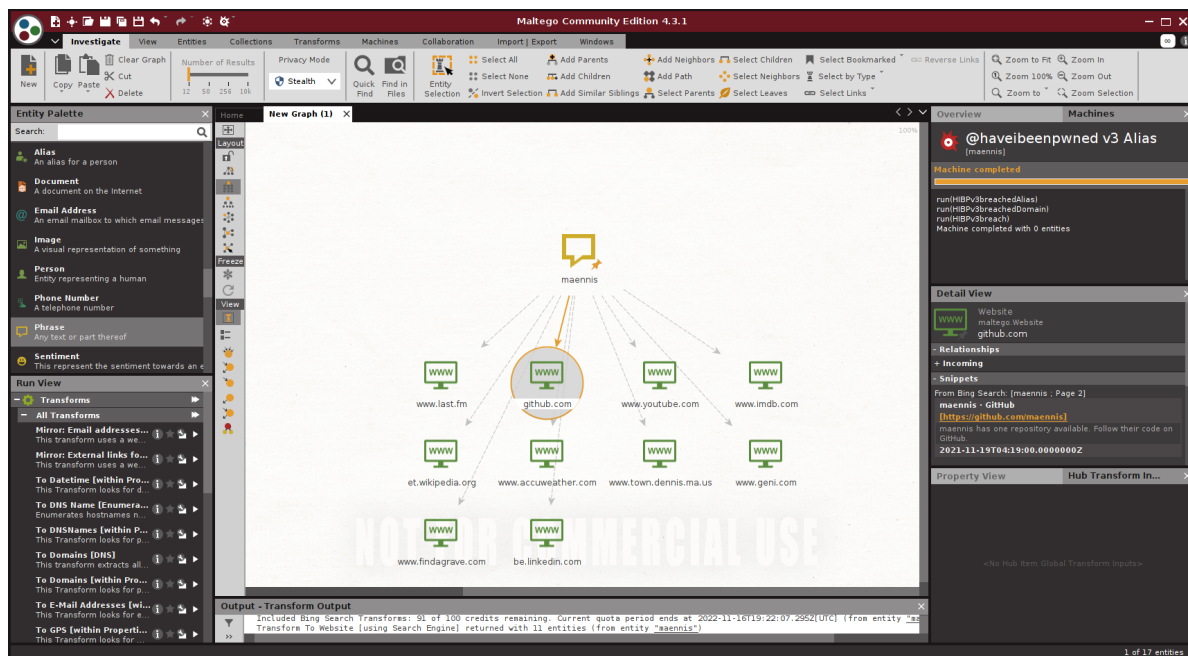 Maltego Community Edition 4.3.1
Investigate View Entities Collections Transforms Machines Collaboration Import | Export Windows
New
Copy Paste
Clear Graph
Cut
Delete
Number of Results
12 50 256 10k
Privacy Mode
Stealth
Quick Find
Find in Files
Entity Selection
Select All
Select None
Invert Selection
Add Parents
Add Children
Add Similar Siblings
Add Neighbors
Add Path
Select Parents
Select Children
Select Neighbors
Select Leaves
Select Bookmarked
Select by Type
Select Links
Reverse Links
Zoom to Fit
Zoom 100%
Zoom to
Zoom In
Zoom Out
Zoom Selection
Entity Palette
Search:
Alias
An alias for a person
Document
A document on the Internet
Email Address
An email mailbox to which email messages
Image
A visual representation of something
Person
Entity representing a human
Phone Number
A telephone number
Phrase
Any text or part thereof
Sentiment
This represent the sentiment towards an e
Run View
Transforms
All Transforms
Mirror: Email addresses...
This transform uses a we...
Mirror: External links fo...
This transform uses a we...
To Datetime [within Pro...
This Transform looks for d...
To DNS Name [Enumera...
Enumerates hostnames n...
To DNSNames [within P...
This Transform looks for p...
To Domains [DNS]
This transform extracts all...
To Domains [within Pro...
This Transform looks for p...
To E-Mail Addresses [wi...
This Transform looks for e...
To GPS [within Properti...
This Transform looks for ...
Home
New Graph (1)
Layout
Freeze
View
100%
maennis
www.last.fm
github.com
www.youtube.com
www.imdb.com
et.wikipedia.org
www.accuweather.com
www.town.dennis.ma.us
www.geni.com
www.findagrave.com
be.linkedin.com
NOT FOR COMMERCIAL USE
Output - Transform Output
Included Bing Search Transforms: 91 of 100 credits remaining. Current quota period ends at 2022-11-16T19:22:07.295Z[UTC] (from entity "ma
Transform To Website [using Search Engine] returned with 11 entities (from entity "maennis")
Overview
Machines
@haveibeenpwned v3 Alias
[maennis]
Machine completed
run(HIBPv3breachedAlias)
run(HIBPv3breachedDomain)
run(HIBPv3breach)
Machine completed with 0 entities
Detail View
Website
maltego.Website
github.com
- Relationships
+ Incoming
- Snippets
From Bing Search: [maennis ; Page 2]
maennis - GitHub
[https://github.com/maennis]
maennis has one repository available. Follow their code on
GitHub.
2021-11-19T04:19:00.0000000Z
Property View
Hub Transform In...
<No Hub Item Global Transform Inputs>
1 of 17 entities